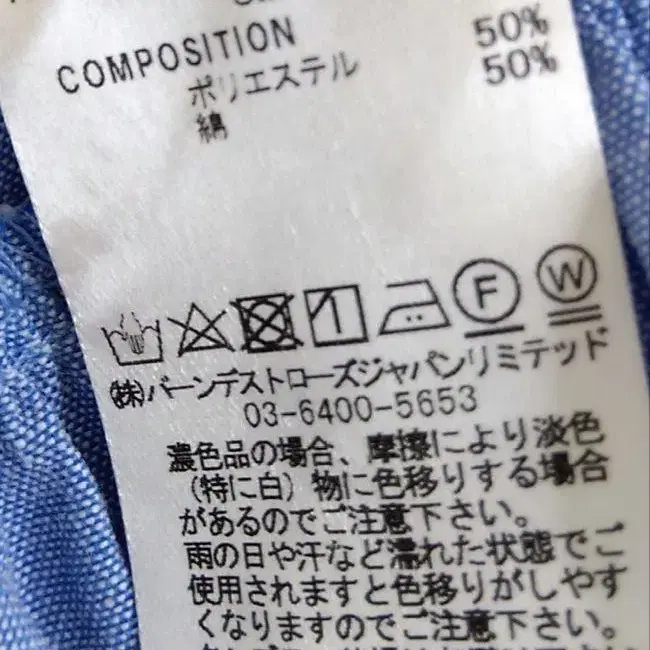 COMPOSITION
ポリエステル 50%
綿 50%
F
W
㈱バーンデストローズジャパンリミテッド
03-6400-5653
濃色品の場合、摩擦により淡色
(特に白)物に色移りする場合
があるのでご注意下さい。
雨の日や汗など濡れた状態でご
使用されますと色移りがしやす
くなりますのでご注意下さい。